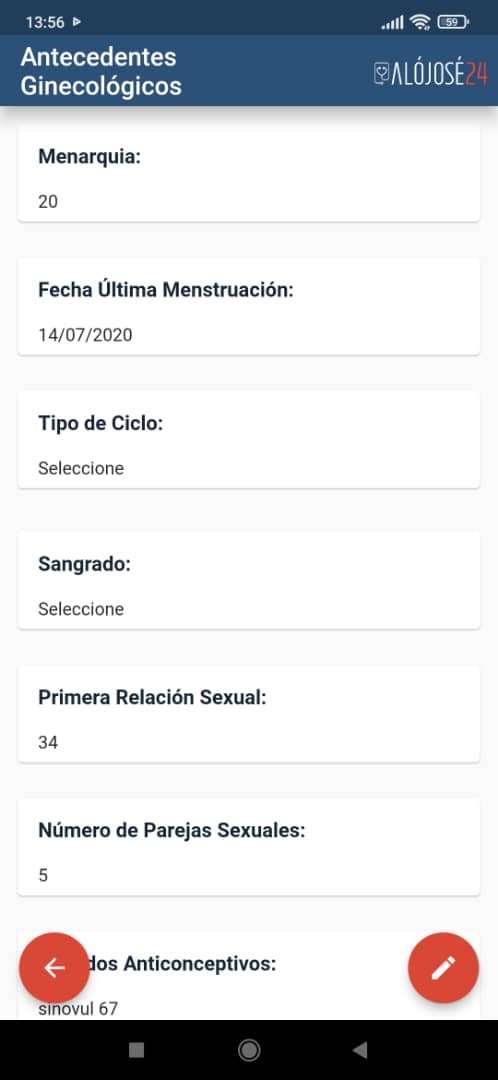 13:56
59
Antecedentes
Ginecológicos
ALÓJOSÉ24
Menarquia:
20
Fecha Última Menstruación:
14/07/2020
Tipo de Ciclo:
Seleccione
Sangrado:
Seleccione
Primera Relación Sexual:
34
Número de Parejas Sexuales:
5
dos Anticonceptivos:
sinovul 67